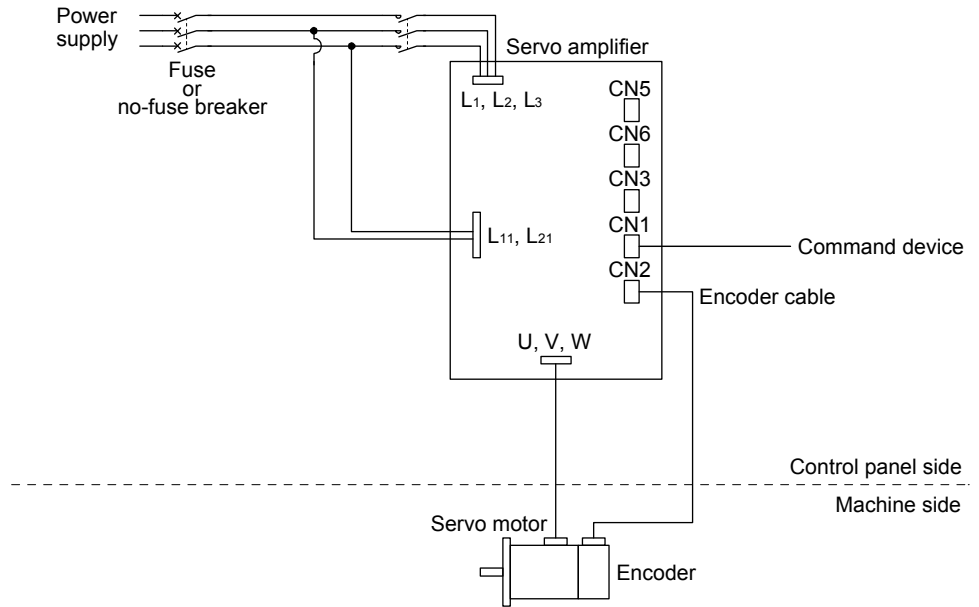 Power
supply
Fuse
or
no-fuse breaker
Servo amplifier
L1, L2, L3
CN5
CN6
CN3
L11, L21
CN1
Command device
CN2
Encoder cable
U, V, W
Control panel side
Machine side
Servo motor
Encoder